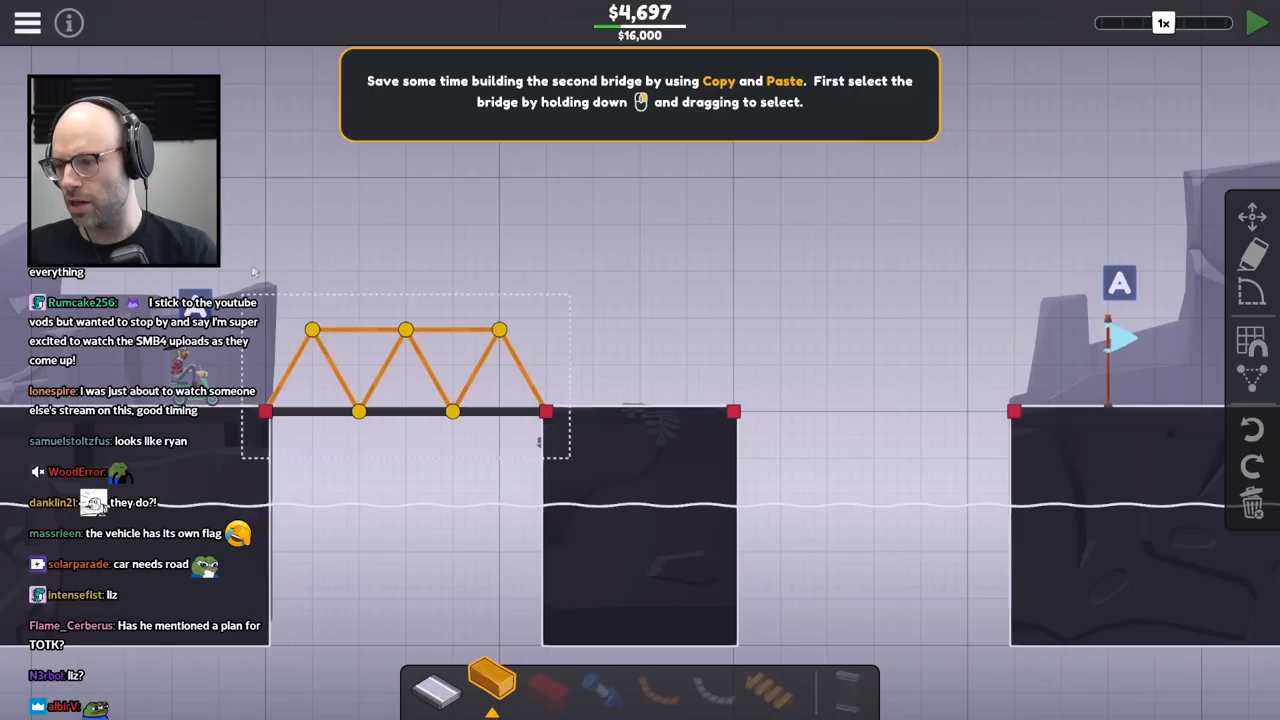 $4,697
$16,000
1x
Save some time building the second bridge by using Copy and Paste. First select the
bridge by holding down and dragging to select.
everything
Rumcake256: I stick to the youtube
vods but wanted to stop by and say I'm super
excited to watch the SMB4 uploads as they
come up!
lonespire: I was just about to watch someone
else's stream on this, good timing
samuelstoltzfus: looks like ryan
WoodError:
danklin21: they do?!
massrleen: the vehicle has its own flag
solarparade: car needs road
Intensefist: liz
Flame_Cerberus: Has he mentioned a plan for
TOTK?
N3rbol: liz?
albirV:
A
A